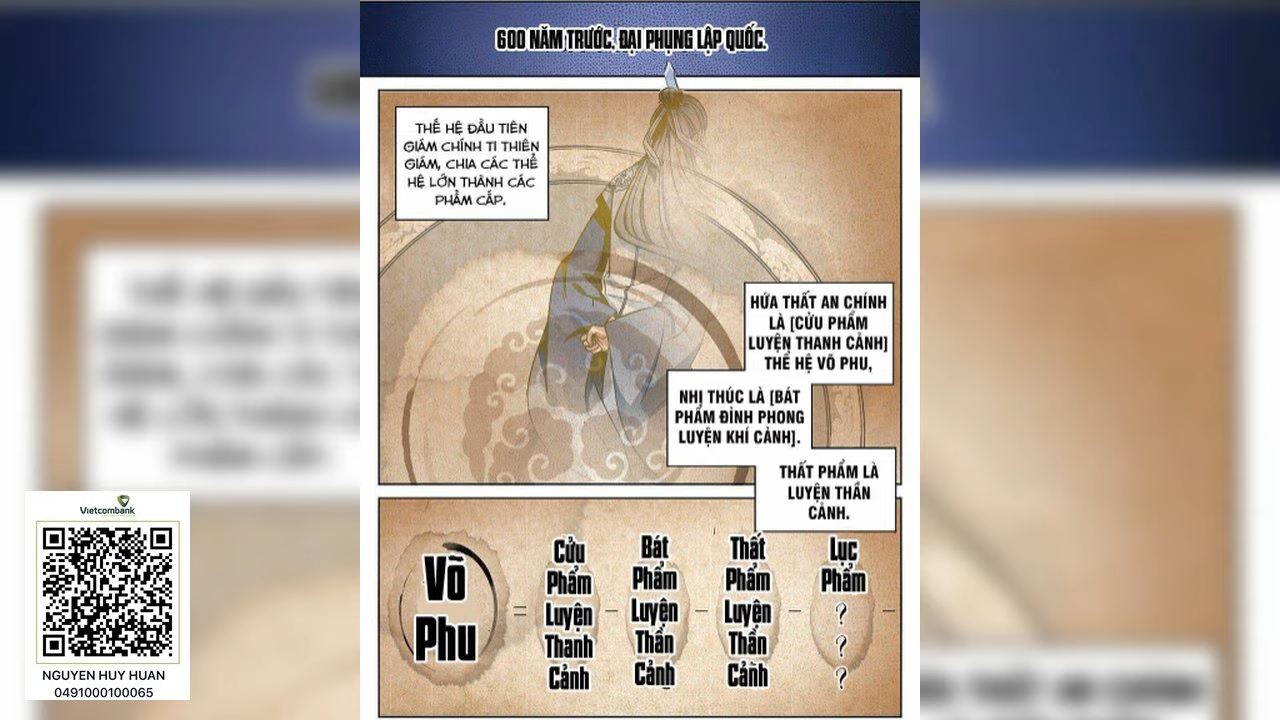 600 NĂM TRƯỚC. ĐẠI PHỤNG LẬP QUỐC.
THẾ HỆ ĐẦU TIÊN
GIÁM CHÍNH TI THIÊN
GIÁM, CHIA CÁC THỂ
HỆ LỚN THÀNH CÁC
PHẨM CẤP.
HỨA THẤT AN CHÍNH
LÀ [CỬU PHẨM
LUYỆN THANH CẢNH]
THỂ HỆ VÕ PHU,
NHỊ THÚC LÀ [BÁT
PHẨM ĐỈNH PHONG
LUYỆN KHÍ CẢNH].
THẤT PHẨM LÀ
LUYỆN THẦN
CẢNH.
Võ
Phu
=
Cửu
Phẩm
Luyện
Thanh
Cảnh
–
Bát
Phẩm
Luyện
Thần
Cảnh
–
Thất
Phẩm
Luyện
Thần
Cảnh
–
Lục
Phẩm
?
?
?
–
Vietcombank
NGUYEN HUY HUAN
0491000100065